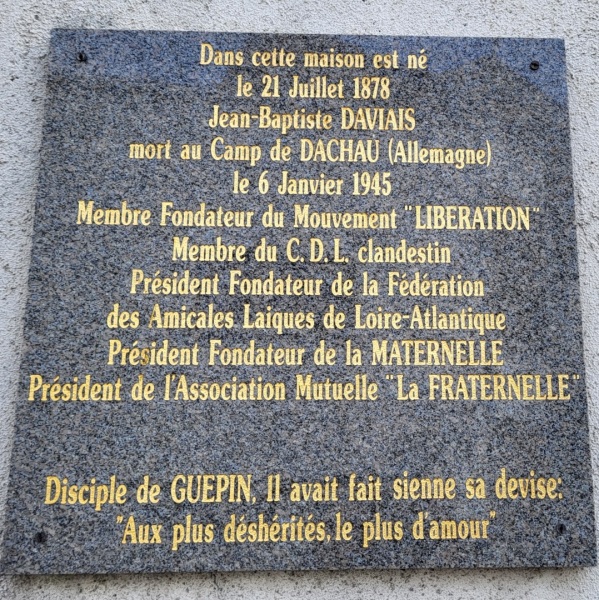 Dans cette maison est né
le 21 Juillet 1878
Jean-Baptiste DAVIAIS
mort au Camp de DACHAU (Allemagne)
le 6 Janvier 1945
Membre Fondateur du Mouvement "LIBERATION"
Membre du C.D.L. clandestin
Président Fondateur de la Fédération
des Amicales Laiques de Loire-Atlantique
Président Fondateur de la MATERNELLE
Président de l'Association Mutuelle "La FRATERNELLE"
Disciple de GUEPIN, Il avait fait sienne sa devise:
"Aux plus déshérités, le plus d'amour"